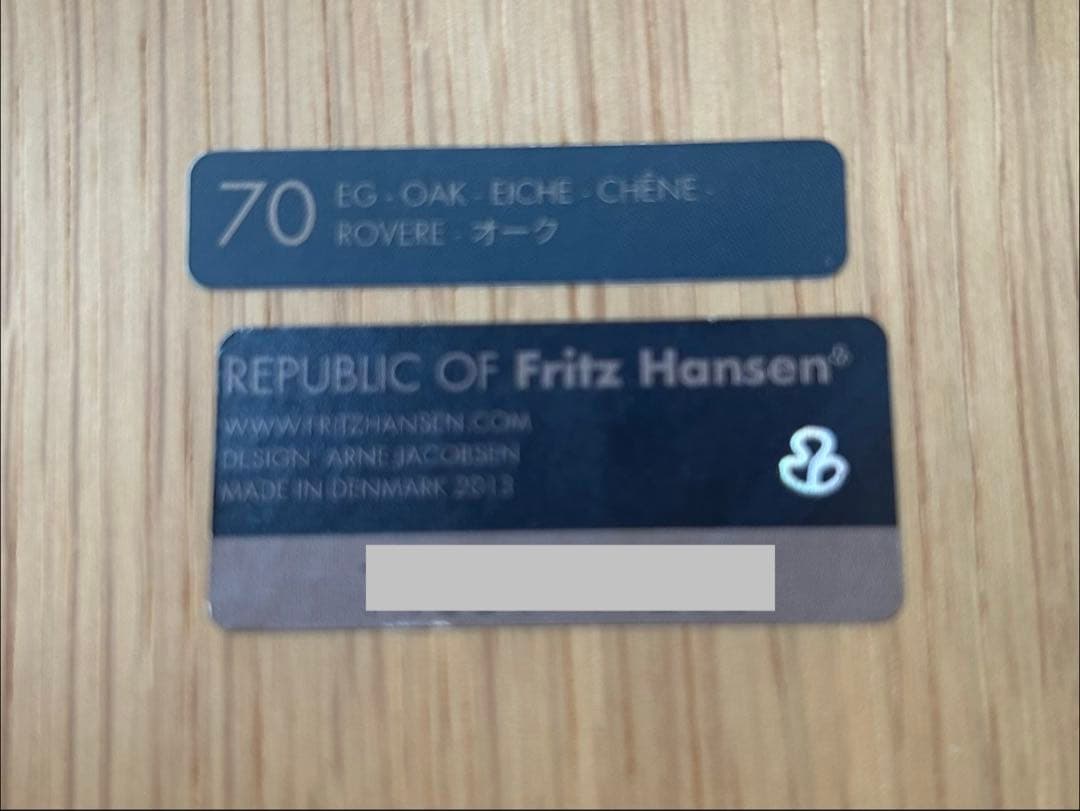 70 EG · OAK · EICHE · CHÊNE ·
ROVERE · オーク
REPUBLIC OF Fritz Hansen®
WWW.FRITZHANSEN.COM
DESIGN: ARNE JACOBSEN
MADE IN DENMARK 2013